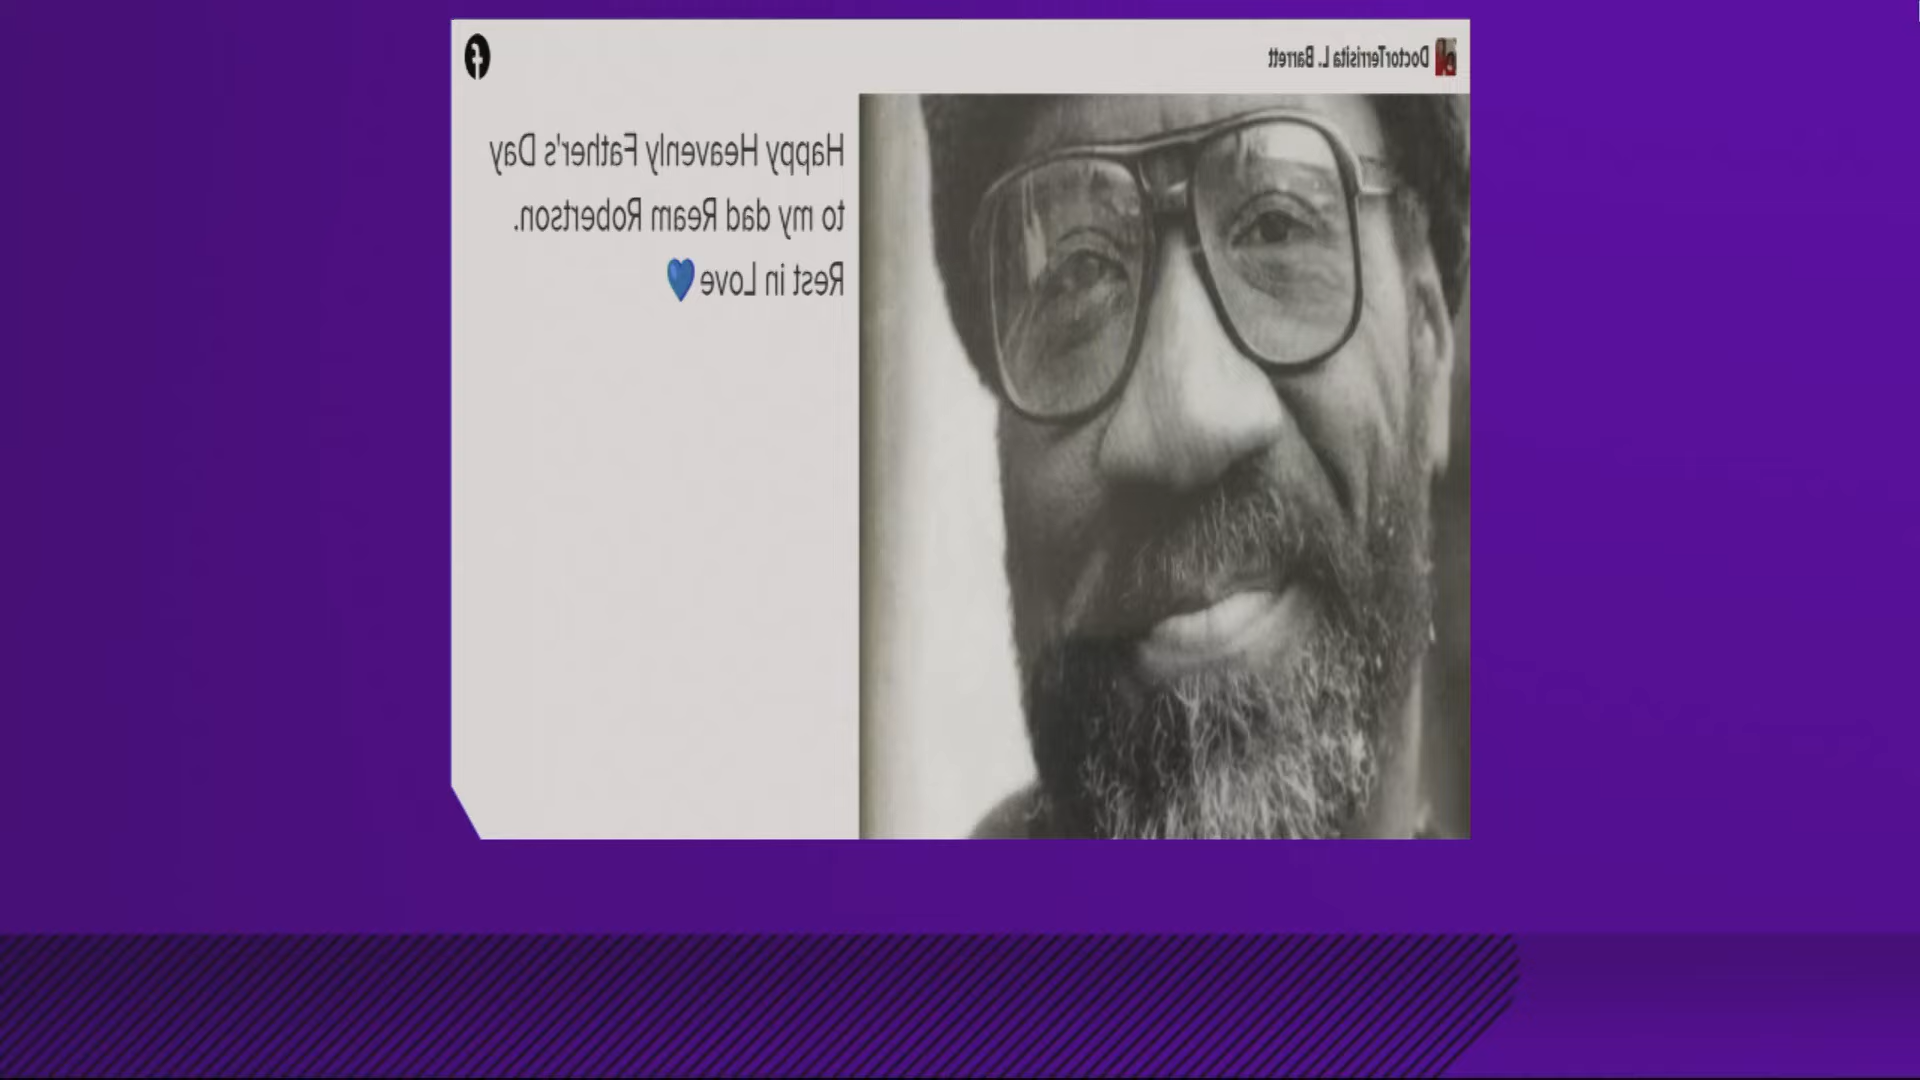 DoctorTerrisita L. Barrett
Happy Heavenly Father's Day
to my dad Ream Robertson.
Rest in Love💙